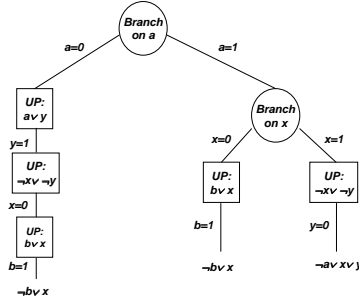 Branch
on a
a=0
a=1
UP:
a∨ y
Branch
on x
y=1
x=0
x=1
UP:
¬x∨ ¬y
UP:
b∨ x
UP:
¬x∨ ¬y
x=0
b=1
y=0
UP:
b∨ x
b=1
¬b∨ x
¬a∨ x∨ y
¬b∨ x